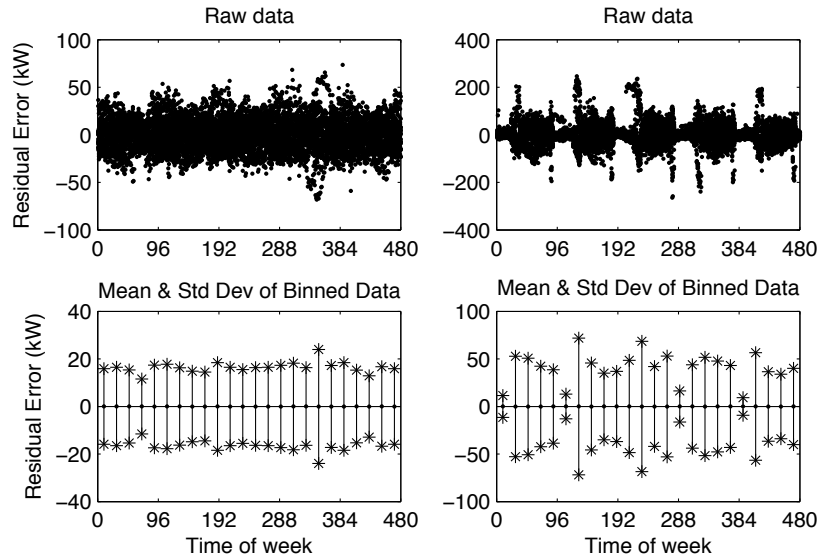 Raw data
Residual Error (kW)
100
50
0
−50
−100
0 96 192 288 384 480
Raw data
400
200
0
−200
−400
0 96 192 288 384 480
Mean & Std Dev of Binned Data
Residual Error (kW)
40
20
0
−20
−40
0 96 192 288 384 480
Time of week
Mean & Std Dev of Binned Data
100
50
0
−50
−100
0 96 192 288 384 480
Time of week